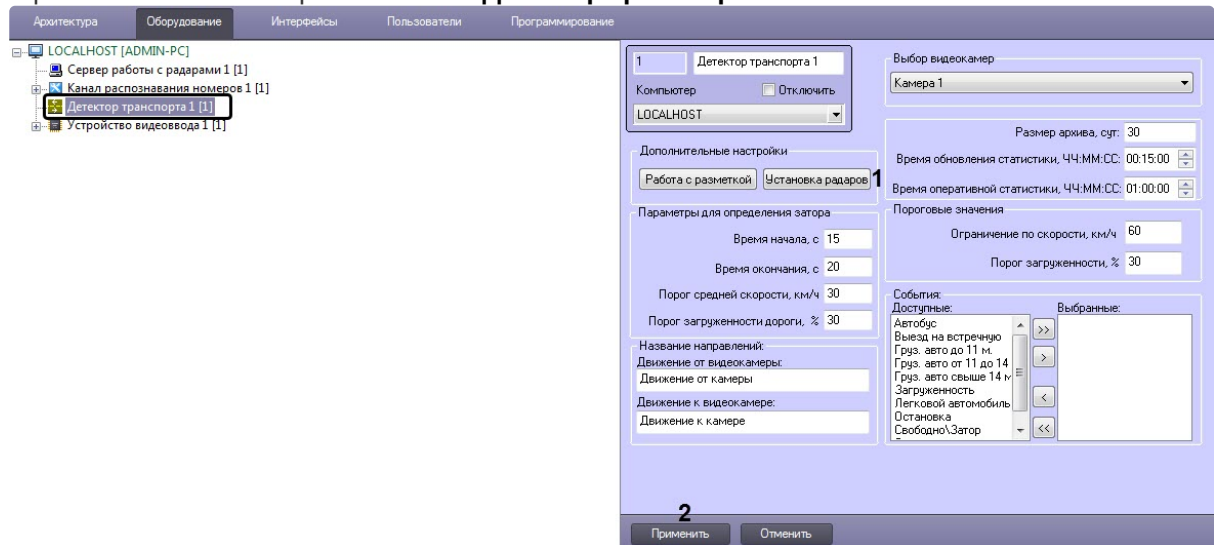 Архитектура Оборудование Интерфейсы Пользователи Программирование
LOCALHOST [ADMIN-PC]
Сервер работы с радарами 1 [1]
Канал распознавания номеров 1 [1]
Детектор транспорта 1 [1]
Устройство видеоввода 1 [1]
1 Детектор транспорта 1
Компьютер Отключить
LOCALHOST
Дополнительные настройки
Работа с разметкой Установка радаров 1
Параметры для определения затора
Время начала, с 15
Время окончания, с 20
Порог средней скорости, км/ч 30
Порог загруженности дороги, % 30
Название направлений:
Движение от видеокамеры:
Движение от камеры
Движение к видеокамере:
Движение к камере
Выбор видеокамер
Камера 1
Размер архива, сут: 30
Время обновления статистики, ЧЧ:ММ:СС: 00:15:00
Время оперативной статистики, ЧЧ:ММ:СС: 01:00:00
Пороговые значения
Ограничение по скорости, км/ч 60
Порог загруженности, % 30
События:
Доступные: Выбранные:
Автобус
Выезд на встречную
Груз. авто до 11 м.
Груз. авто от 11 до 14
Груз. авто свыше 14 м
Загруженность
Легковой автомобиль
Остановка
Свободно\Затор
>>
>
<
<<
2
Применить Отменить